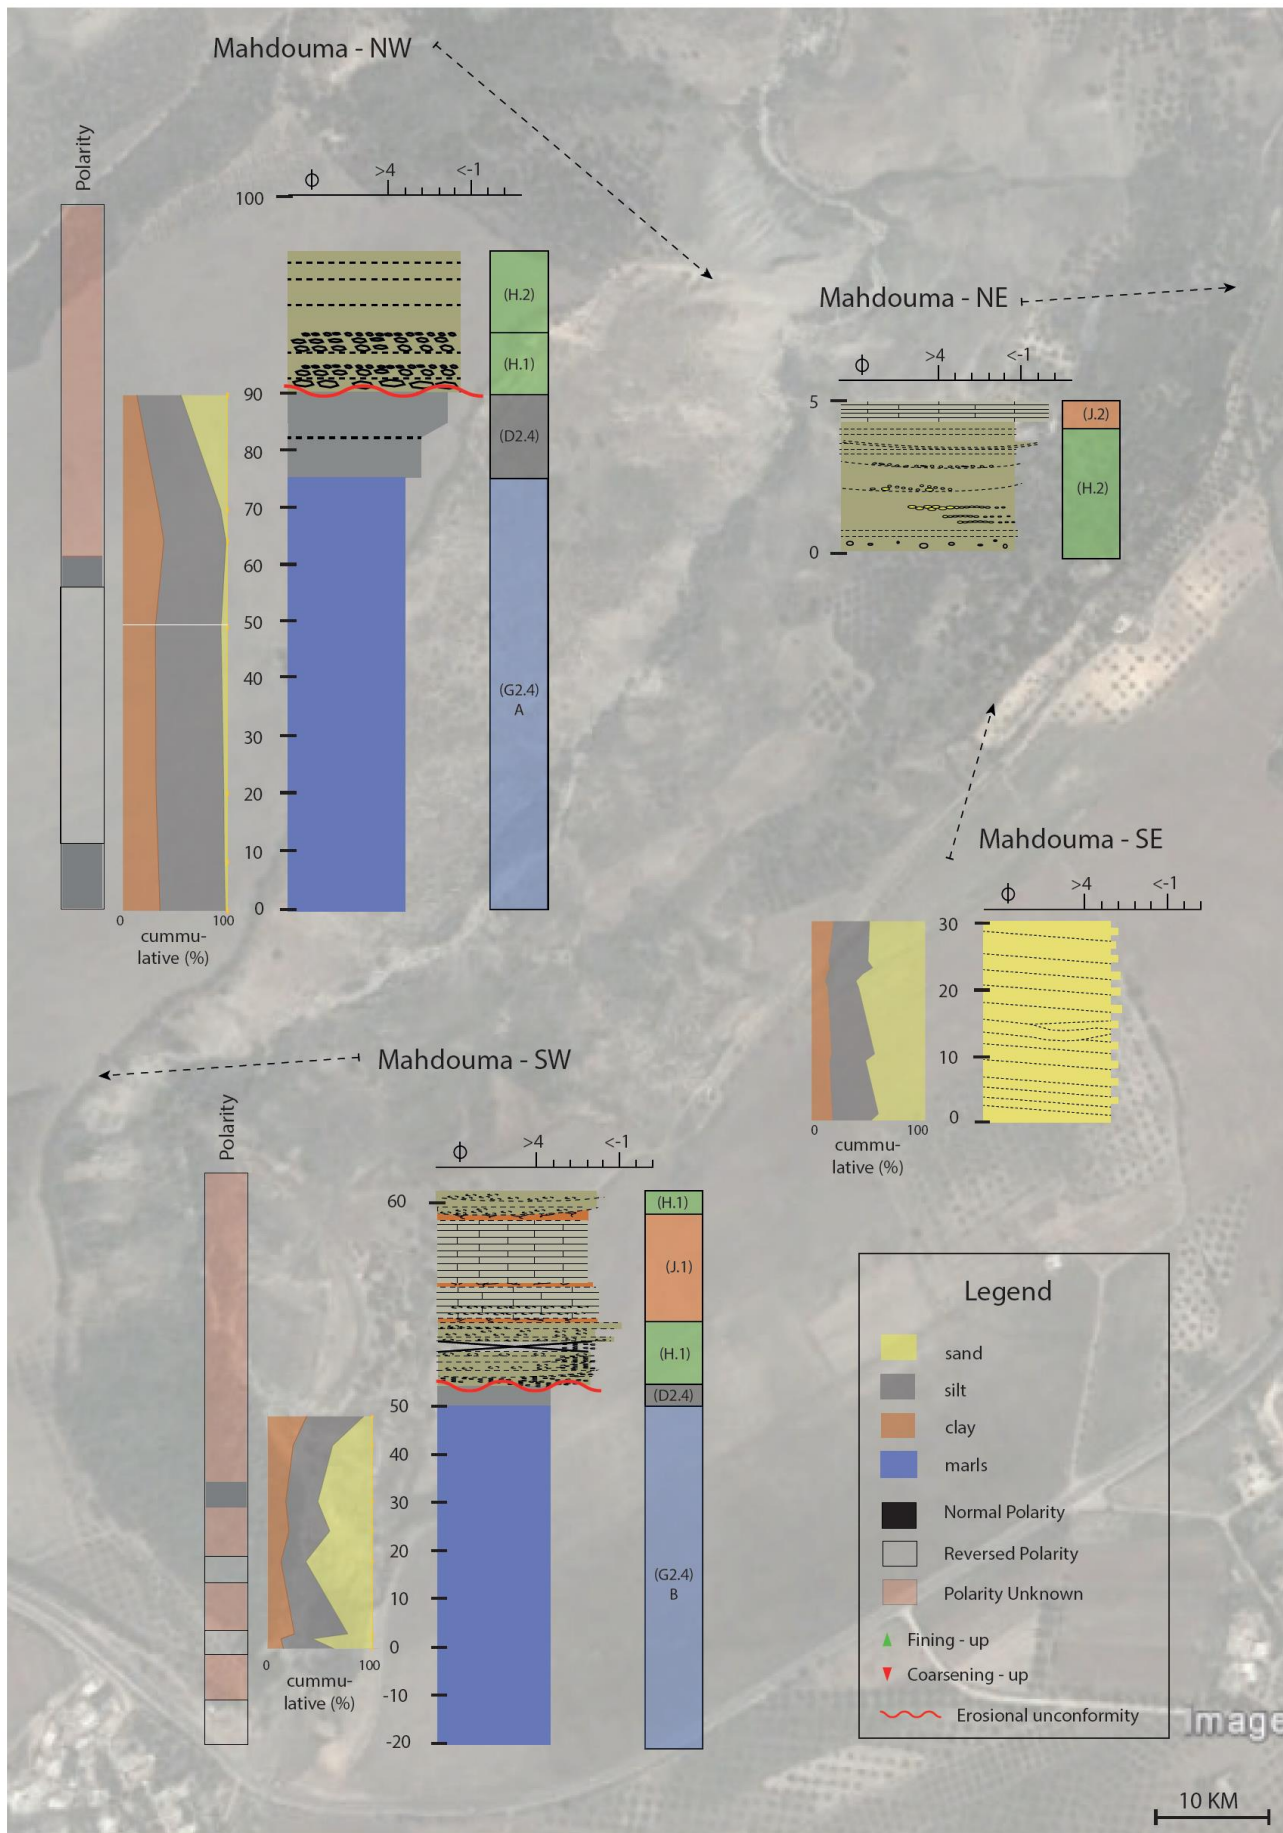 Mahdouma - NW
Polarity
ϕ
>4
<-1
100
90
80
70
60
50
40
30
20
10
0
(H.2)
(H.1)
(D2.4)
(G2.4)
A
0
100
cummu-
lative (%)
Mahdouma - NE
ϕ
>4
<-1
5
0
(J.2)
(H.2)
Mahdouma - SE
ϕ
>4
<-1
30
20
10
0
0
100
cummu-
lative (%)
Mahdouma - SW
Polarity
ϕ
>4
<-1
60
50
40
30
20
10
0
-10
-20
(H.1)
(J.1)
(H.1)
(D2.4)
(G2.4)
B
0
100
cummu-
lative (%)
Legend
sand
silt
clay
marls
Normal Polarity
Reversed Polarity
Polarity Unknown
Fining - up
Coarsening - up
Erosional unconformity
Image
10 KM